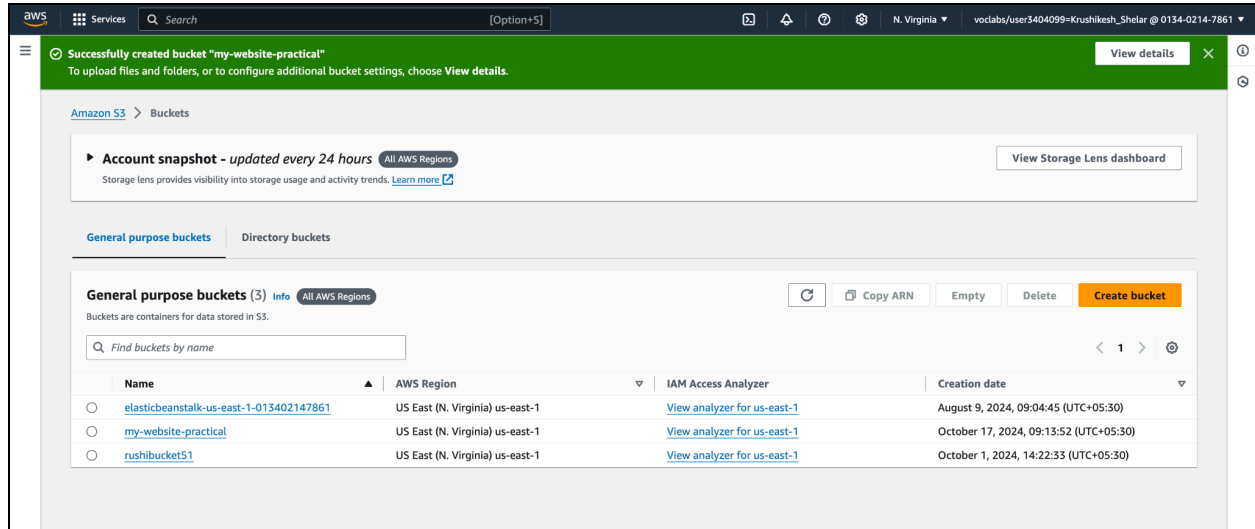 aws Services Search [Option+S] N. Virginia ▼ voclabs/user3404099=Krushikesh_Shelar @ 0134-0214-7861 ▼
Successfully created bucket "my-website-practical"
To upload files and folders, or to configure additional bucket settings, choose View details.
View details
Amazon S3 > Buckets
Account snapshot - updated every 24 hours All AWS Regions
Storage lens provides visibility into storage usage and activity trends. Learn more
View Storage Lens dashboard
General purpose buckets Directory buckets
General purpose buckets (3) Info All AWS Regions
Buckets are containers for data stored in S3.
Copy ARN Empty Delete Create bucket
Find buckets by name
< 1 >
Name AWS Region IAM Access Analyzer Creation date
elasticbeanstalk-us-east-1-013402147861 US East (N. Virginia) us-east-1 View analyzer for us-east-1 August 9, 2024, 09:04:45 (UTC+05:30)
my-website-practical US East (N. Virginia) us-east-1 View analyzer for us-east-1 October 17, 2024, 09:13:52 (UTC+05:30)
rushibucket51 US East (N. Virginia) us-east-1 View analyzer for us-east-1 October 1, 2024, 14:22:33 (UTC+05:30)